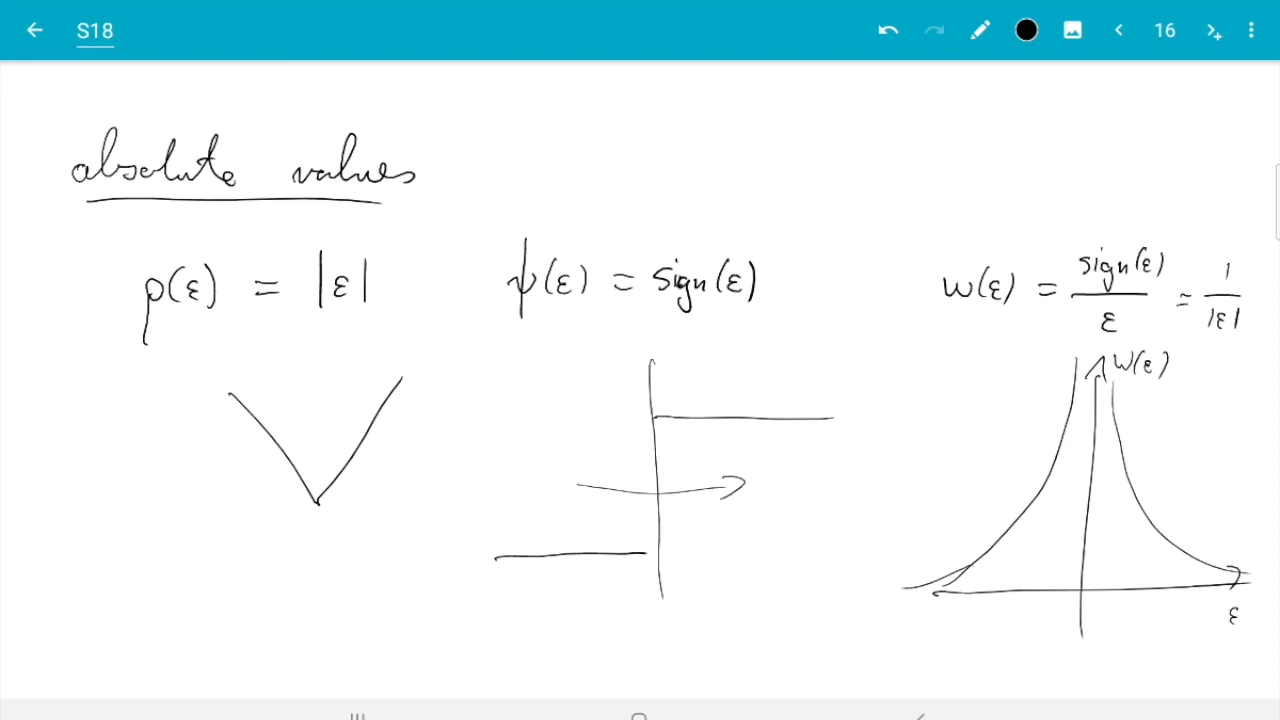 S18
16
absolute values
ρ(ε) = |ε|
ψ(ε) = sign(ε)
w(ε) = sign(ε)/ε = 1/|ε|
w(ε)
ε